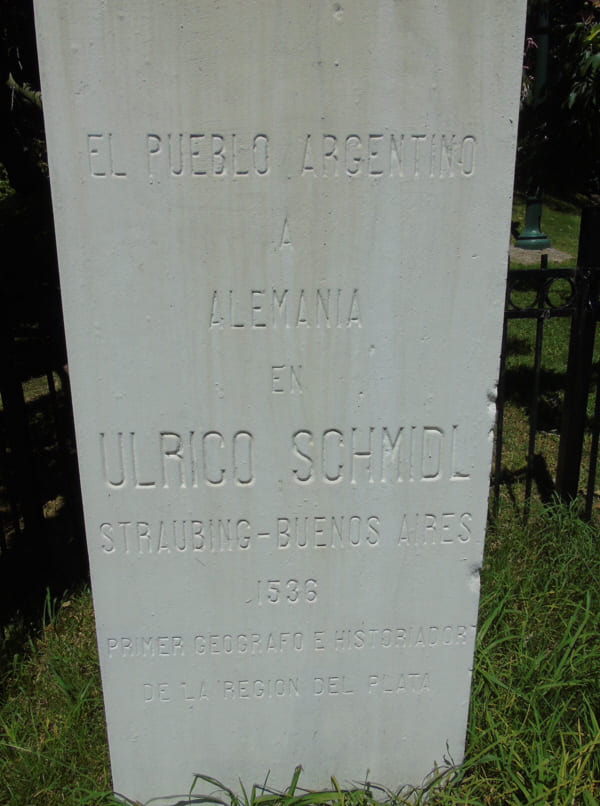 EL PUEBLO ARGENTINO
A
ALEMANIA
EN
ULRICO SCHMIDL
STRAUBING-BUENOS AIRES
1536
PRIMER GEOGRAFO E HISTORIADOR
DE LA REGION DEL PLATA